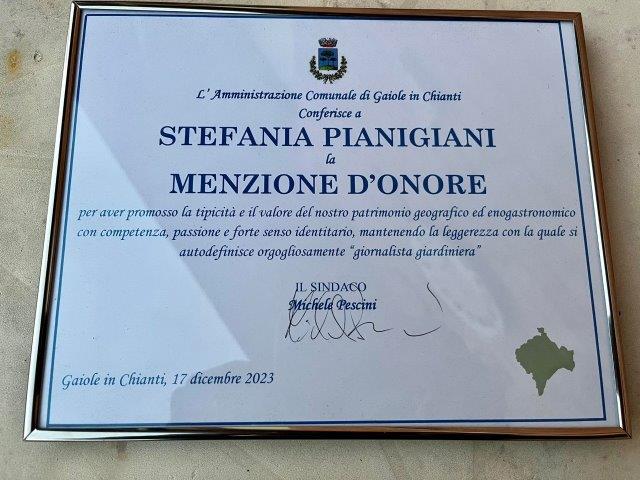 L' Amministrazione Comunale di Gaiole in Chianti
Conferisce a
STEFANIA PIANIGIANI
la
MENZIONE D'ONORE
per aver promosso la tipicità e il valore del nostro patrimonio geografico ed enogastronomico
con competenza, passione e forte senso identitario, mantenendo la leggerezza con la quale si
autodefinisce orgogliosamente “giornalista giardiniera”
IL SINDACO
Michele Pescini
Gaiole in Chianti, 17 dicembre 2023